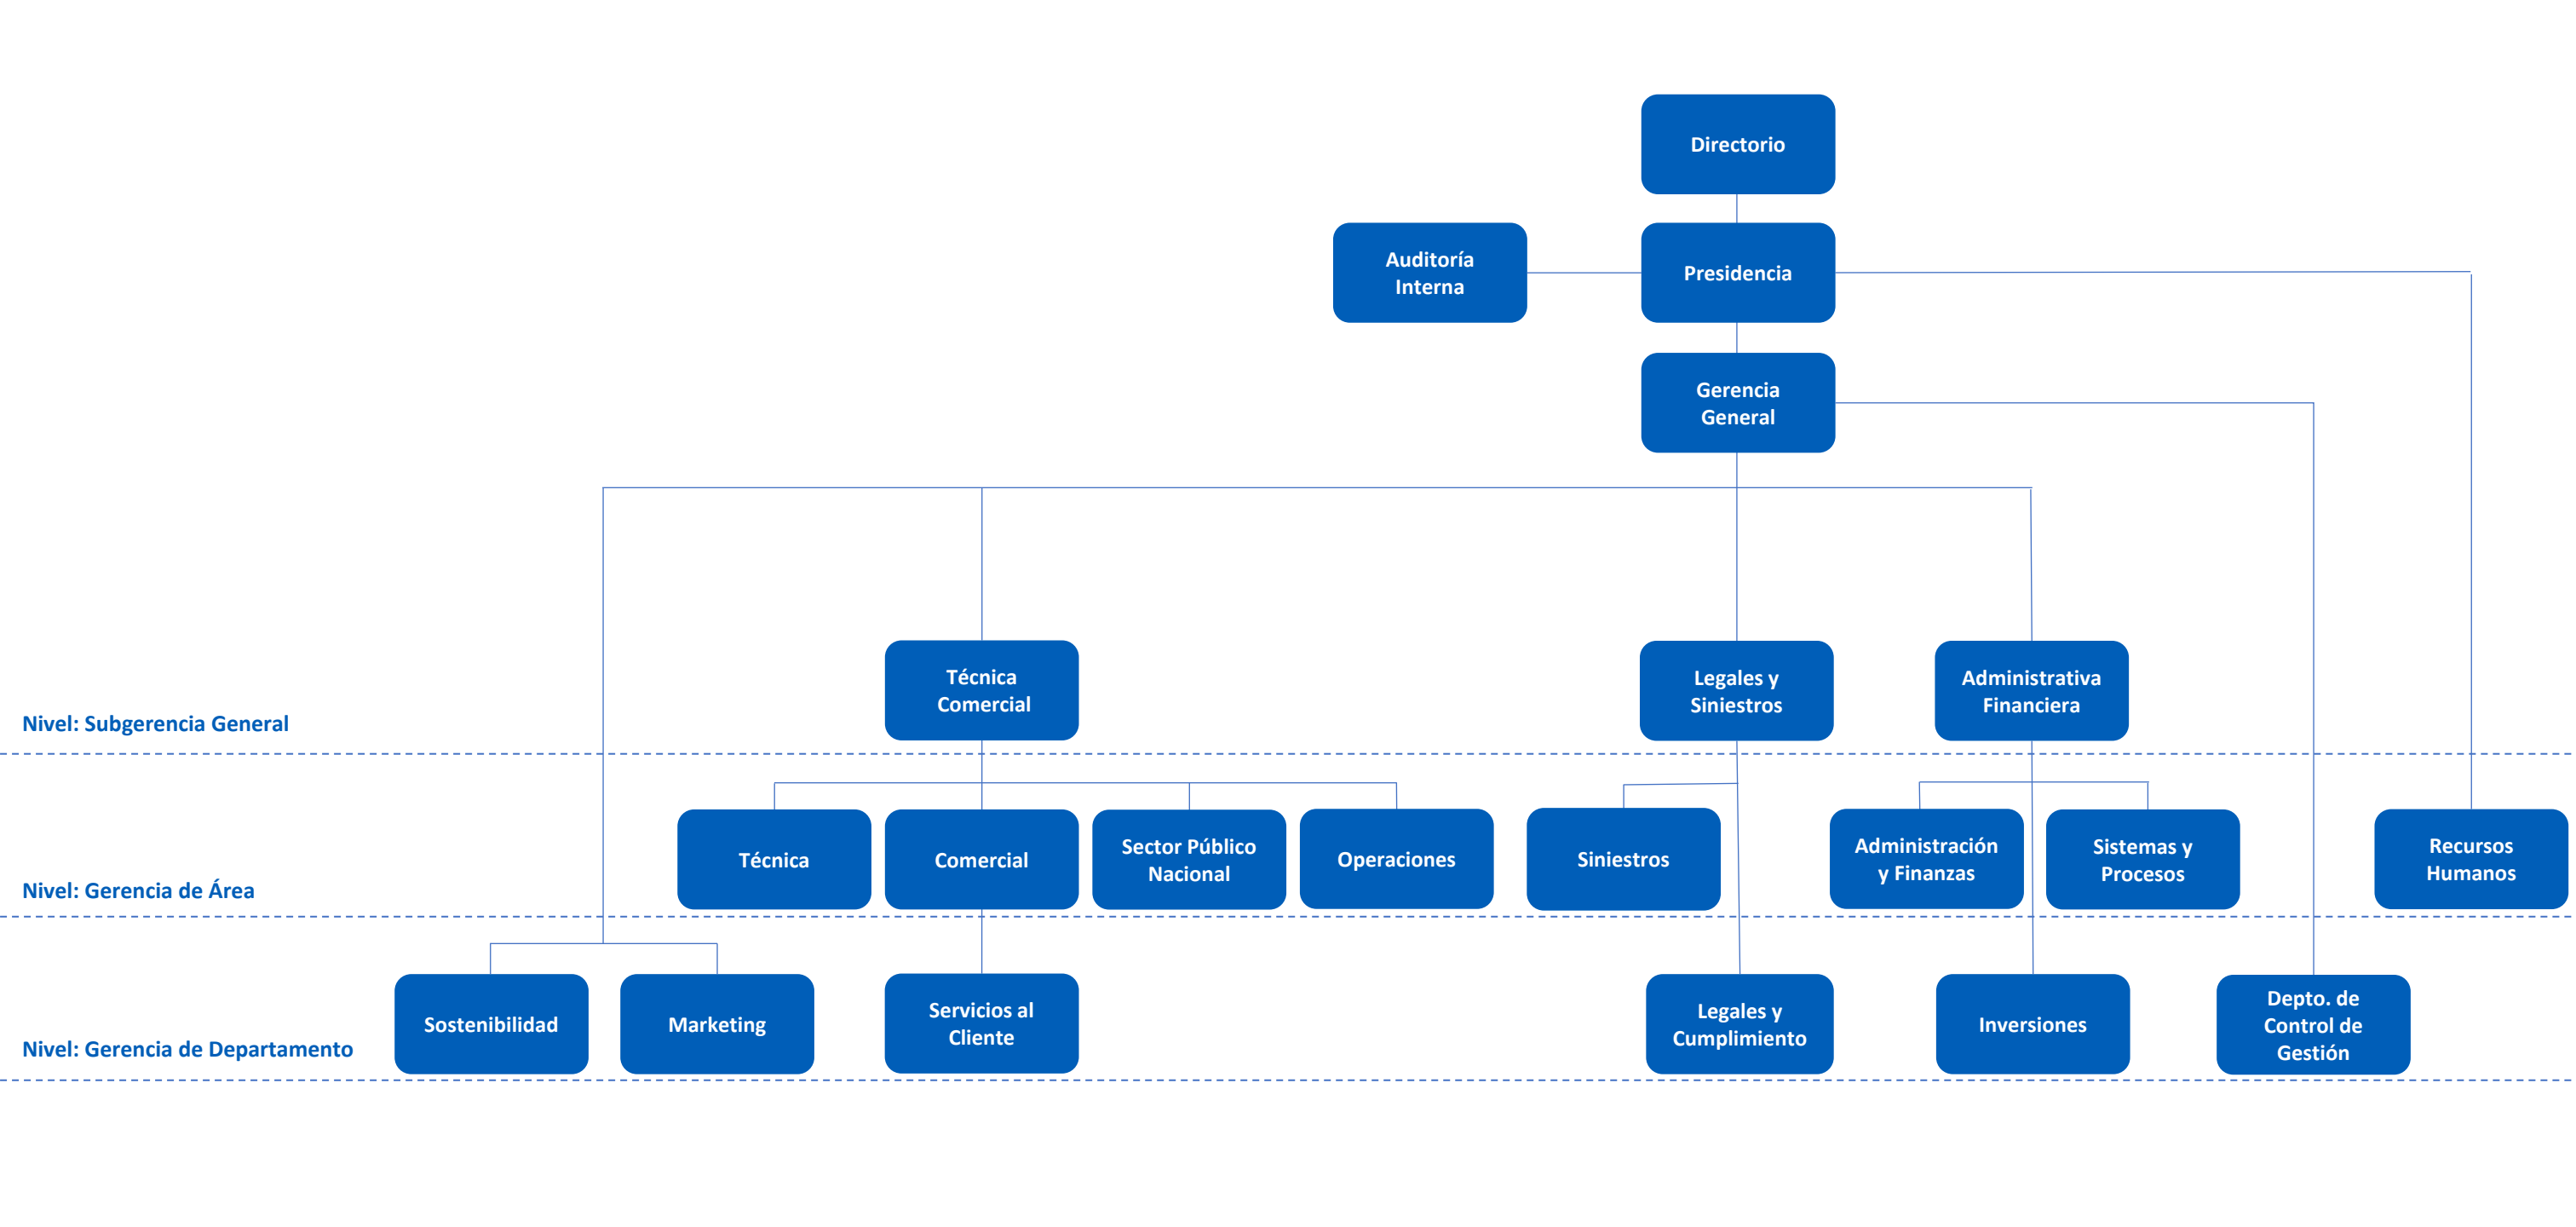 Directorio
Auditoría
Interna
Presidencia
Gerencia
General
Técnica
Comercial
Legales y
Siniestros
Administrativa
Financiera
Nivel: Subgerencia General
Técnica
Comercial
Sector Público
Nacional
Operaciones
Siniestros
Administración
y Finanzas
Sistemas y
Procesos
Recursos
Humanos
Nivel: Gerencia de Área
Sostenibilidad
Marketing
Servicios al
Cliente
Legales y
Cumplimiento
Inversiones
Depto. de
Control de
Gestión
Nivel: Gerencia de Departamento